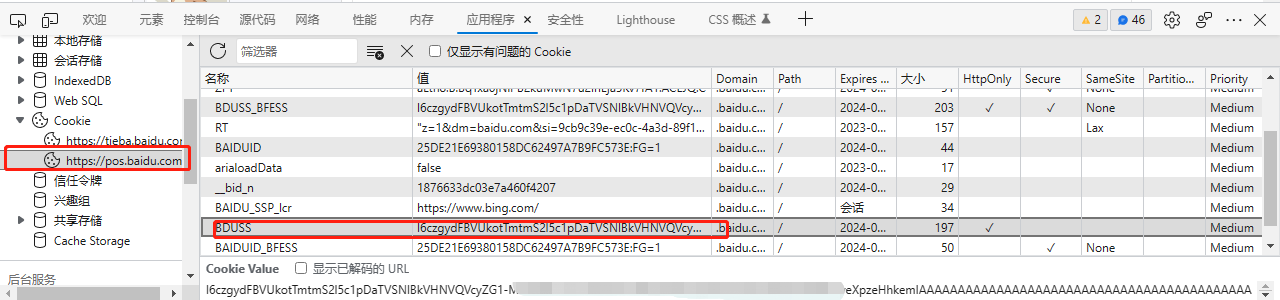 欢迎 元素 控制台 源代码 网络 性能 内存 应用程序 安全性 Lighthouse CSS 概述 2 46
本地存储 筛选器 仅显示有问题的 Cookie
会话存储 名称 值 Domain Path Expires ... 大小 HttpOnly Secure SameSite Partitio... Priority
IndexedDB
Web SQL BDUSS_BFESS .baidu.c... / 2024-0... 203 ✓ ✓ None Medium
Cookie RT "z=1&dm=baidu.com&si=9cb9c39e-ec0c-4a3d-89f1... .baidu.c... / 2023-0... 157 Lax Medium
https://tieba.baidu.co BAIDUID 25DE21E69380158DC62497A7B9FC573E:FG=1 .baidu.c... / 2024-0... 44 Medium
https://pos.baidu.com arialoadData false .baidu.c... / 2023-0... 17 Medium
信任令牌 __bid_n 1876633dc03e7a460f4207 .baidu.c... / 2024-0... 29 Medium
兴趣组 BAIDU_SSP_lcr https://www.bing.com/ .baidu.c... / 会话 34 Medium
共享存储 BDUSS .baidu.c... / 2024-0... 197 ✓ Medium
Cache Storage BAIDUID_BFESS 25DE21E69380158DC62497A7B9FC573E:FG=1 .baidu.c... / 2024-0... 50 ✓ None Medium
后台服务 Cookie Value 显示已解码的 URL